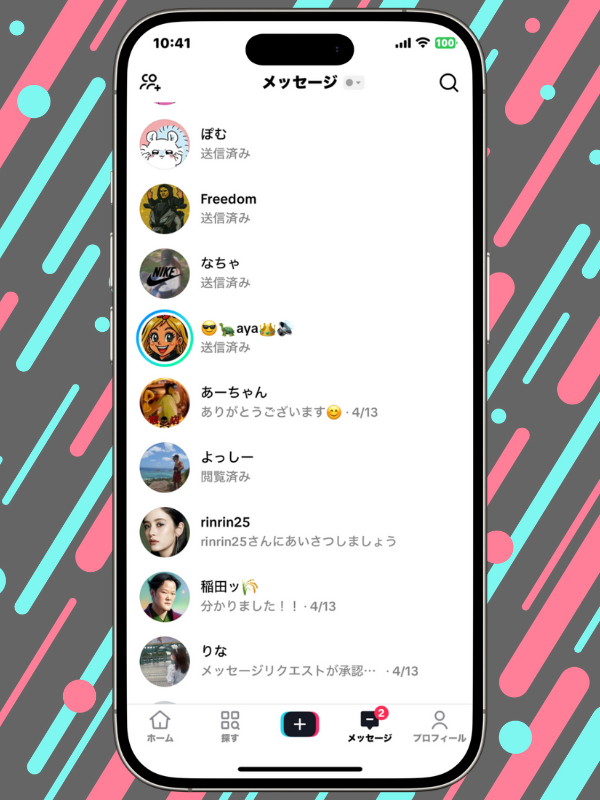 10:41
100
メッセージ
ぽむ
送信済み
Freedom
送信済み
NIKE
なちゃ
送信済み
😎🐢aya👑🔊
送信済み
あーちゃん
ありがとうございます😊 · 4/13
よっしー
閲覧済み
rinrin25
rinrin25さんにあいさつしましょう
稲田ッ🌾
分かりました！！ · 4/13
りな
メッセージリクエストが承認… · 4/13
2
ホーム
探す
メッセージ
プロフィール